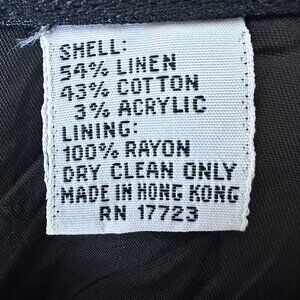 SHELL:
54% LINEN
43% COTTON
3% ACRYLIC
LINING:
100% RAYON
DRY CLEAN ONLY
MADE IN HONG KONG
RN 17723